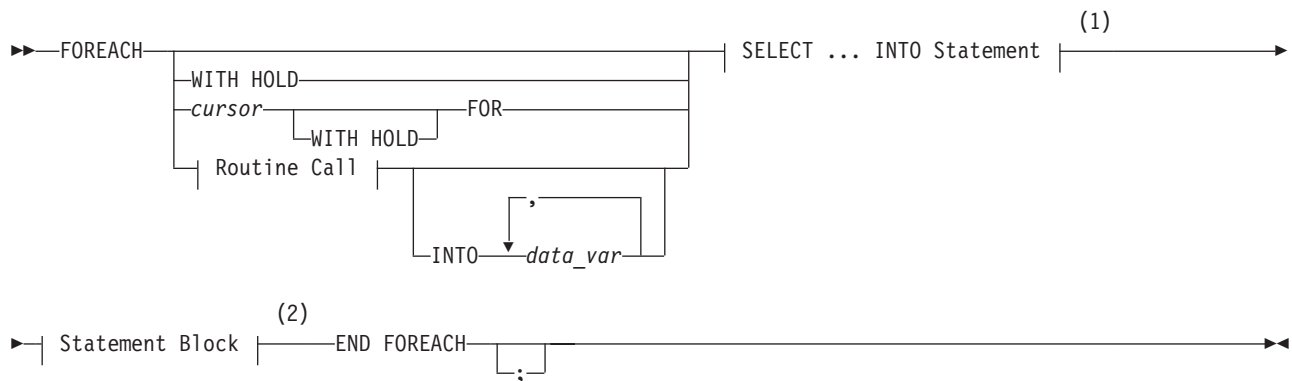 (1)
FOREACH SELECT ... INTO Statement
WITH HOLD
cursor FOR
WITH HOLD
Routine Call
,
INTO data_var
(2)
Statement Block END FOREACH
;